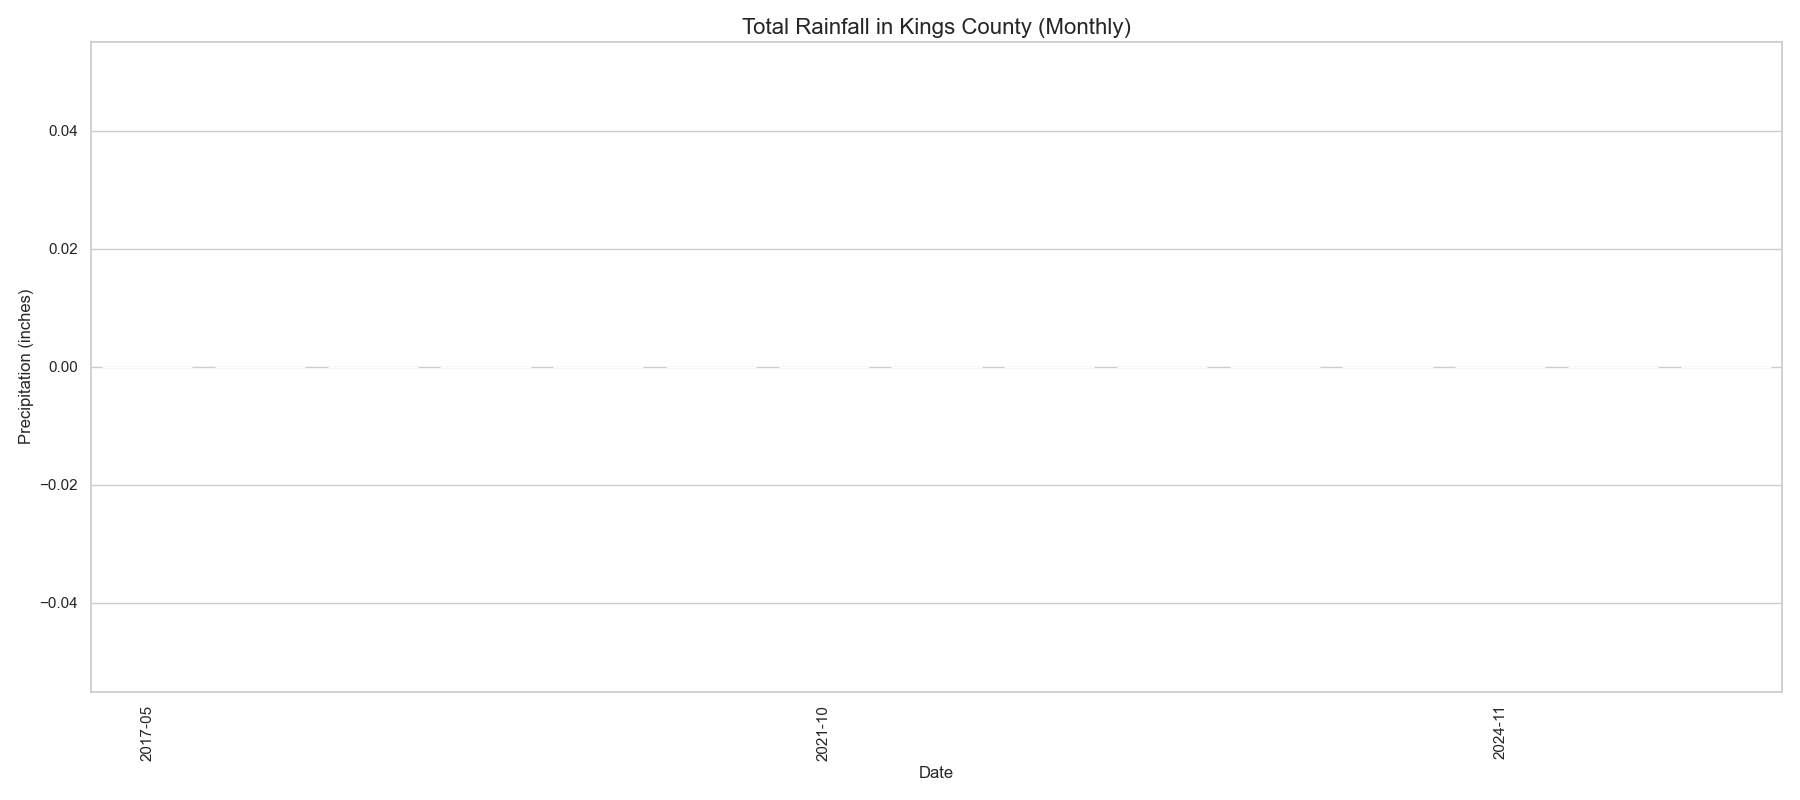 Total Rainfall in Kings County (Monthly)
0.04
0.02
0.00
−0.02
−0.04
Precipitation (inches)
2017-05
2021-10
2024-11
Date